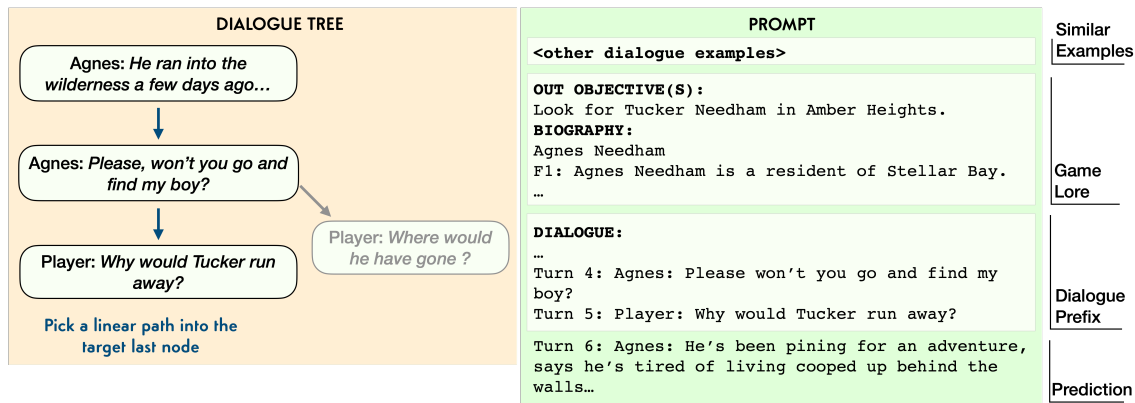 DIALOGUE TREE
Agnes: He ran into the
wilderness a few days ago…
Agnes: Please, won’t you go and
find my boy?
Player: Where would
he have gone ?
Player: Why would Tucker run
away?
Pick a linear path into the
target last node
PROMPT
<other dialogue examples>
OUT OBJECTIVE(S):
Look for Tucker Needham in Amber Heights.
BIOGRAPHY:
Agnes Needham
F1: Agnes Needham is a resident of Stellar Bay.
…
DIALOGUE:
…
Turn 4: Agnes: Please won’t you go and find my
boy?
Turn 5: Player: Why would Tucker run away?
Turn 6: Agnes: He’s been pining for an adventure,
says he’s tired of living cooped up behind the
walls…
Similar
Examples
Game
Lore
Dialogue
Prefix
Prediction